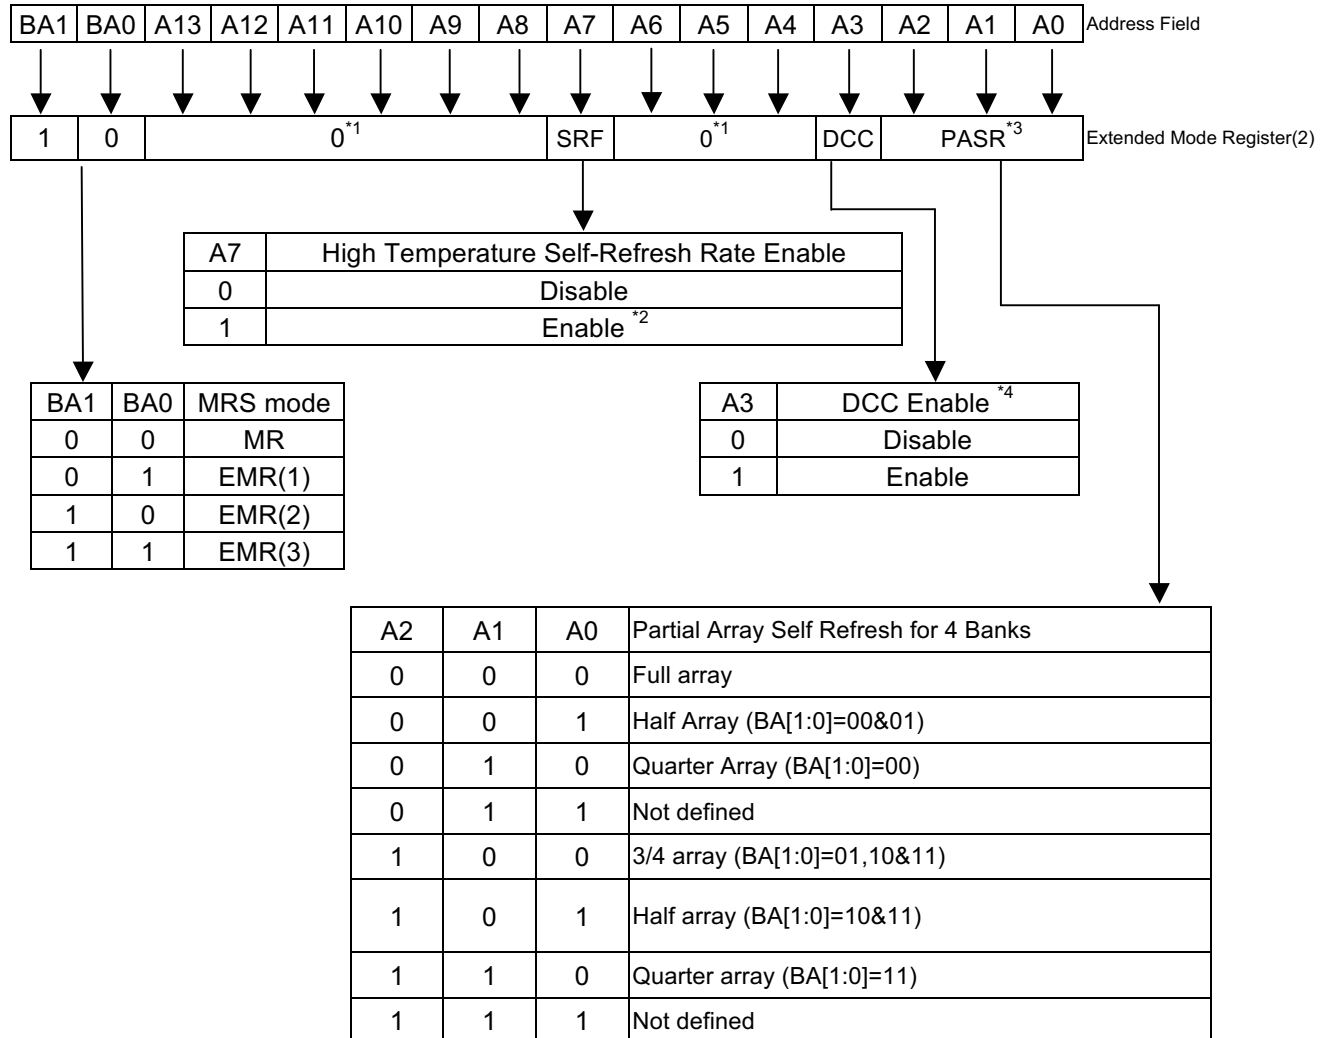 BA1 BA0 A13 A12 A11 A10 A9 A8 A7 A6 A5 A4 A3 A2 A1 A0 Address Field
1 0 0*1 SRF 0*1 DCC PASR*3 Extended Mode Register(2)
A7 High Temperature Self-Refresh Rate Enable
0 Disable
1 Enable *2
BA1 BA0 MRS mode
0 0 MR
0 1 EMR(1)
1 0 EMR(2)
1 1 EMR(3)
A3 DCC Enable *4
0 Disable
1 Enable
A2 A1 A0 Partial Array Self Refresh for 4 Banks
0 0 0 Full array
0 0 1 Half Array (BA[1:0]=00&01)
0 1 0 Quarter Array (BA[1:0]=00)
0 1 1 Not defined
1 0 0 3/4 array (BA[1:0]=01,10&11)
1 0 1 Half array (BA[1:0]=10&11)
1 1 0 Quarter array (BA[1:0]=11)
1 1 1 Not defined